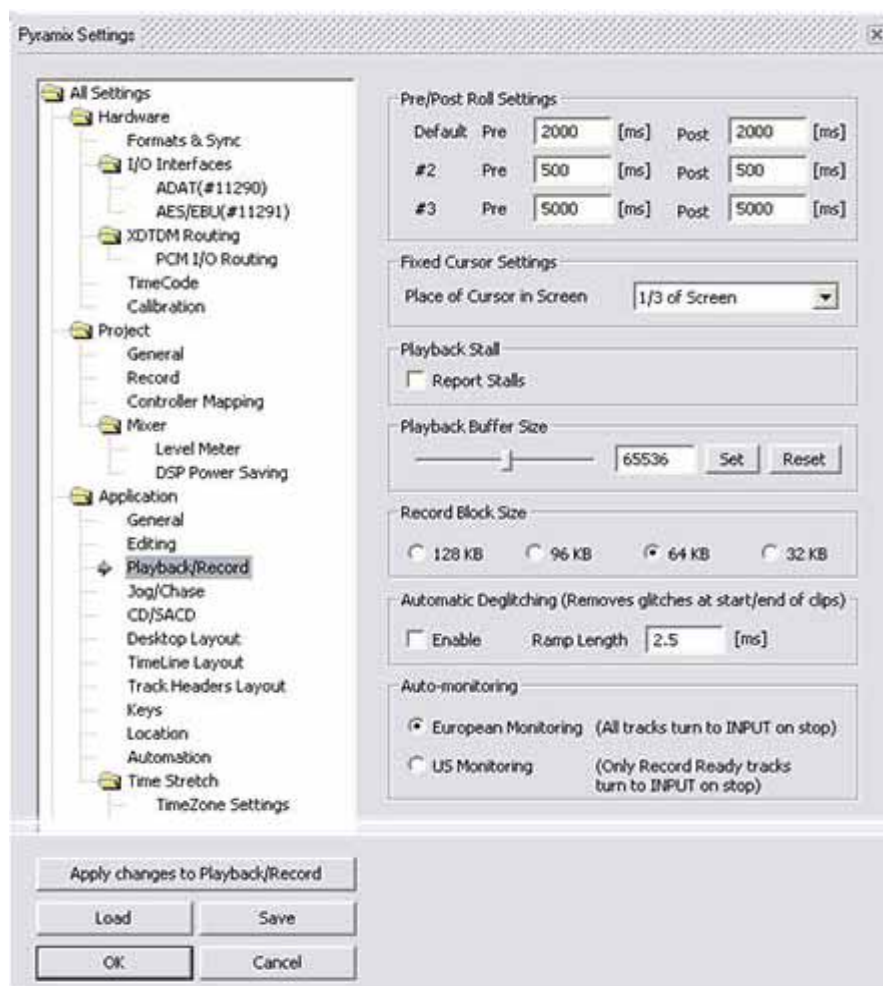 Pyramix Settings
All Settings
Hardware
Formats & Sync
I/O Interfaces
ADAT(#11290)
AES/EBU(#11291)
XDTDM Routing
PCM I/O Routing
TimeCode
Calibration
Project
General
Record
Controller Mapping
Mixer
Level Meter
DSP Power Saving
Application
General
Editing
Playback/Record
Jog/Chase
CD/SACD
Desktop Layout
TimeLine Layout
Track Headers Layout
Keys
Location
Automation
Time Stretch
TimeZone Settings
Apply changes to Playback/Record
Load Save
OK Cancel
Pre/Post Roll Settings
Default Pre 2000 [ms] Post 2000 [ms]
#2 Pre 500 [ms] Post 500 [ms]
#3 Pre 5000 [ms] Post 5000 [ms]
Fixed Cursor Settings
Place of Cursor in Screen 1/3 of Screen
Playback Stall
Report Stalls
Playback Buffer Size
65536 Set Reset
Record Block Size
128 KB 96 KB 64 KB 32 KB
Automatic Deglitching (Removes glitches at start/end of clips)
Enable Ramp Length 2.5 [ms]
Auto-monitoring
European Monitoring (All tracks turn to INPUT on stop)
US Monitoring (Only Record Ready tracks
turn to INPUT on stop)